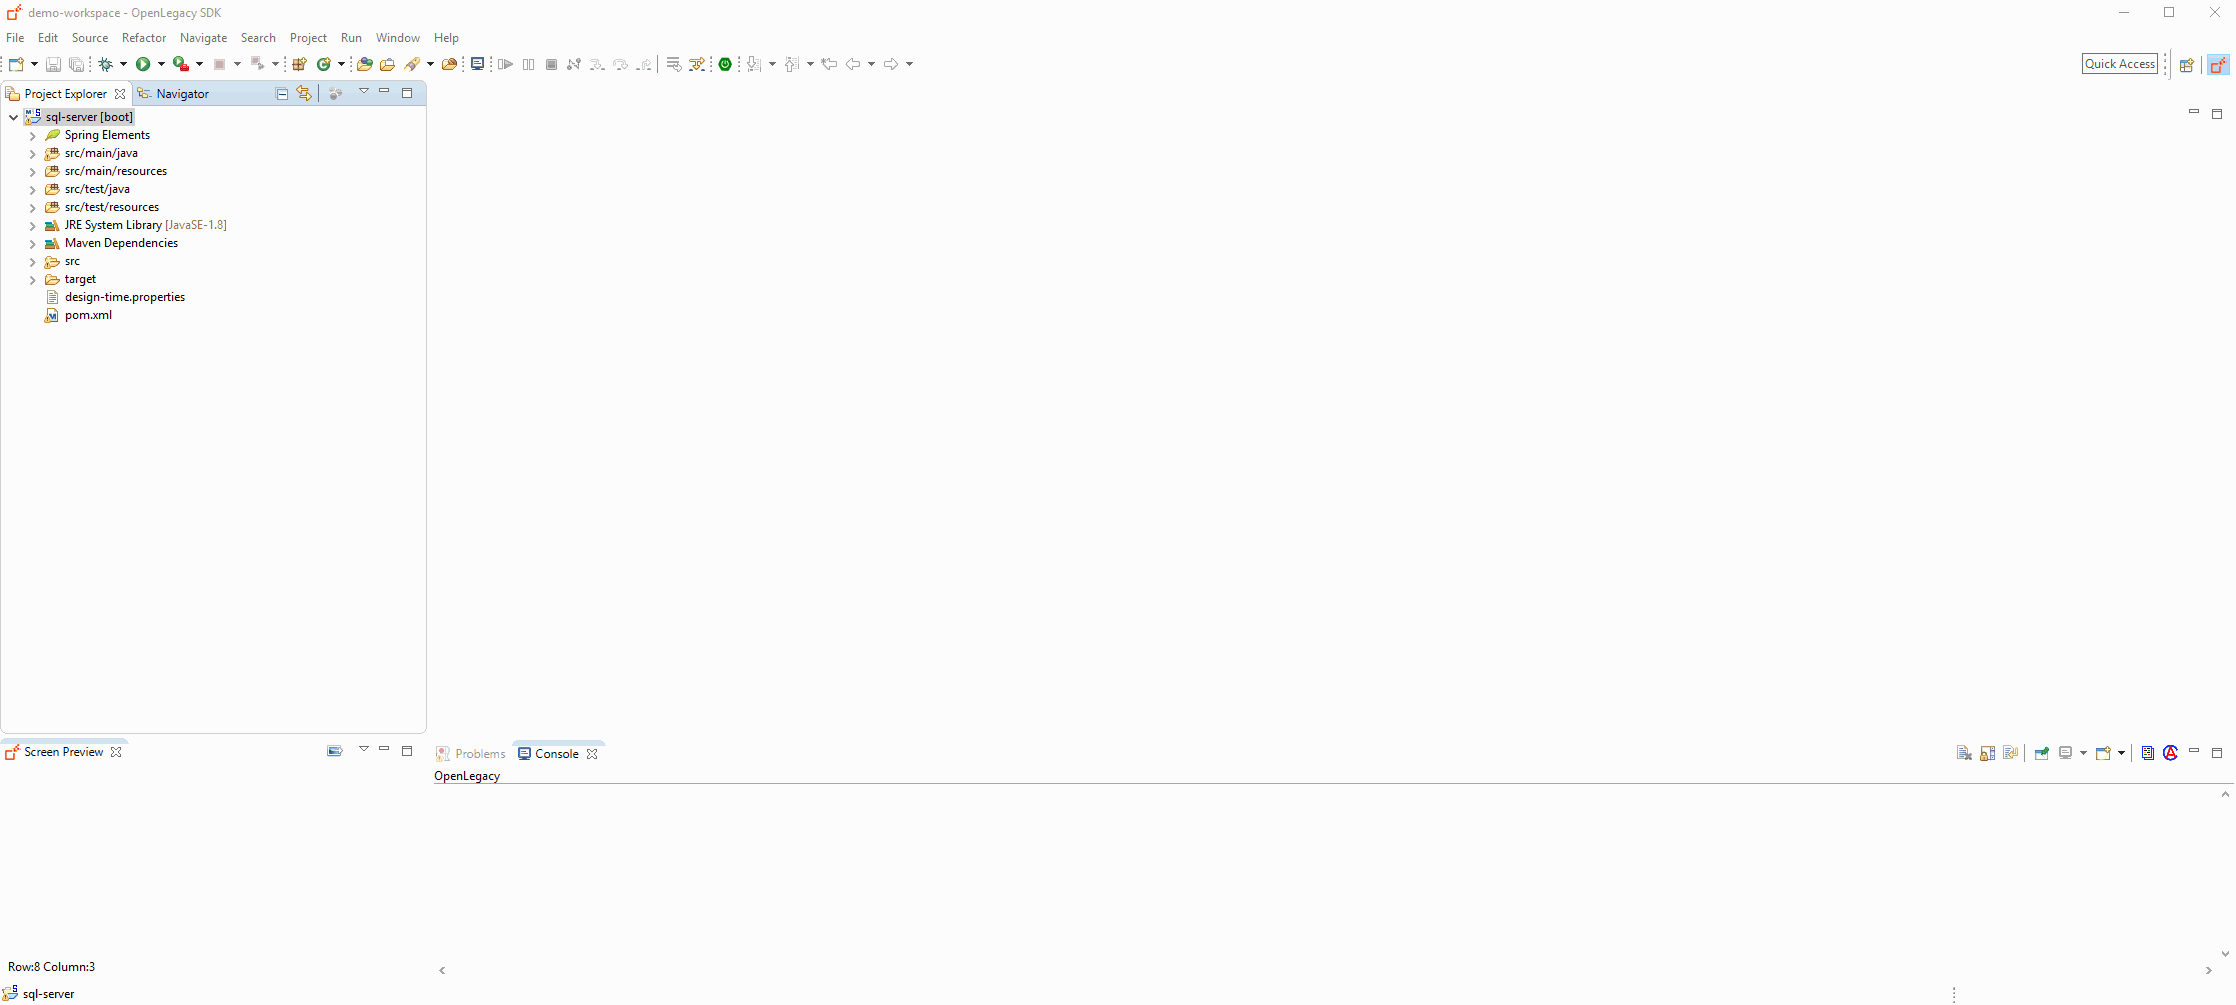 demo-workspace - OpenLegacy SDK
File Edit Source Refactor Navigate Search Project Run Window Help
Quick Access
Project Explorer Navigator
sql-server [boot]
Spring Elements
src/main/java
src/main/resources
src/test/java
src/test/resources
JRE System Library [JavaSE-1.8]
Maven Dependencies
src
target
design-time.properties
pom.xml
Screen Preview
Problems Console
OpenLegacy
Row:8 Column:3
sql-server